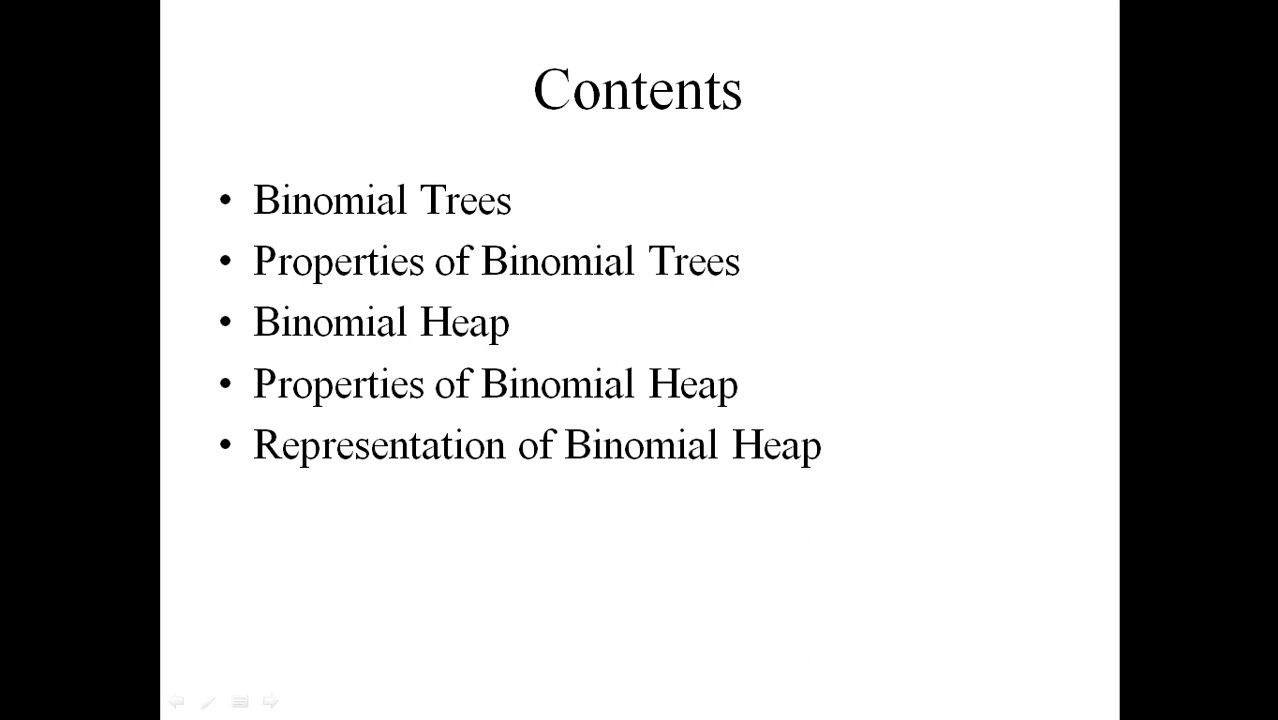 Contents
• Binomial Trees
• Properties of Binomial Trees
• Binomial Heap
• Properties of Binomial Heap
• Representation of Binomial Heap